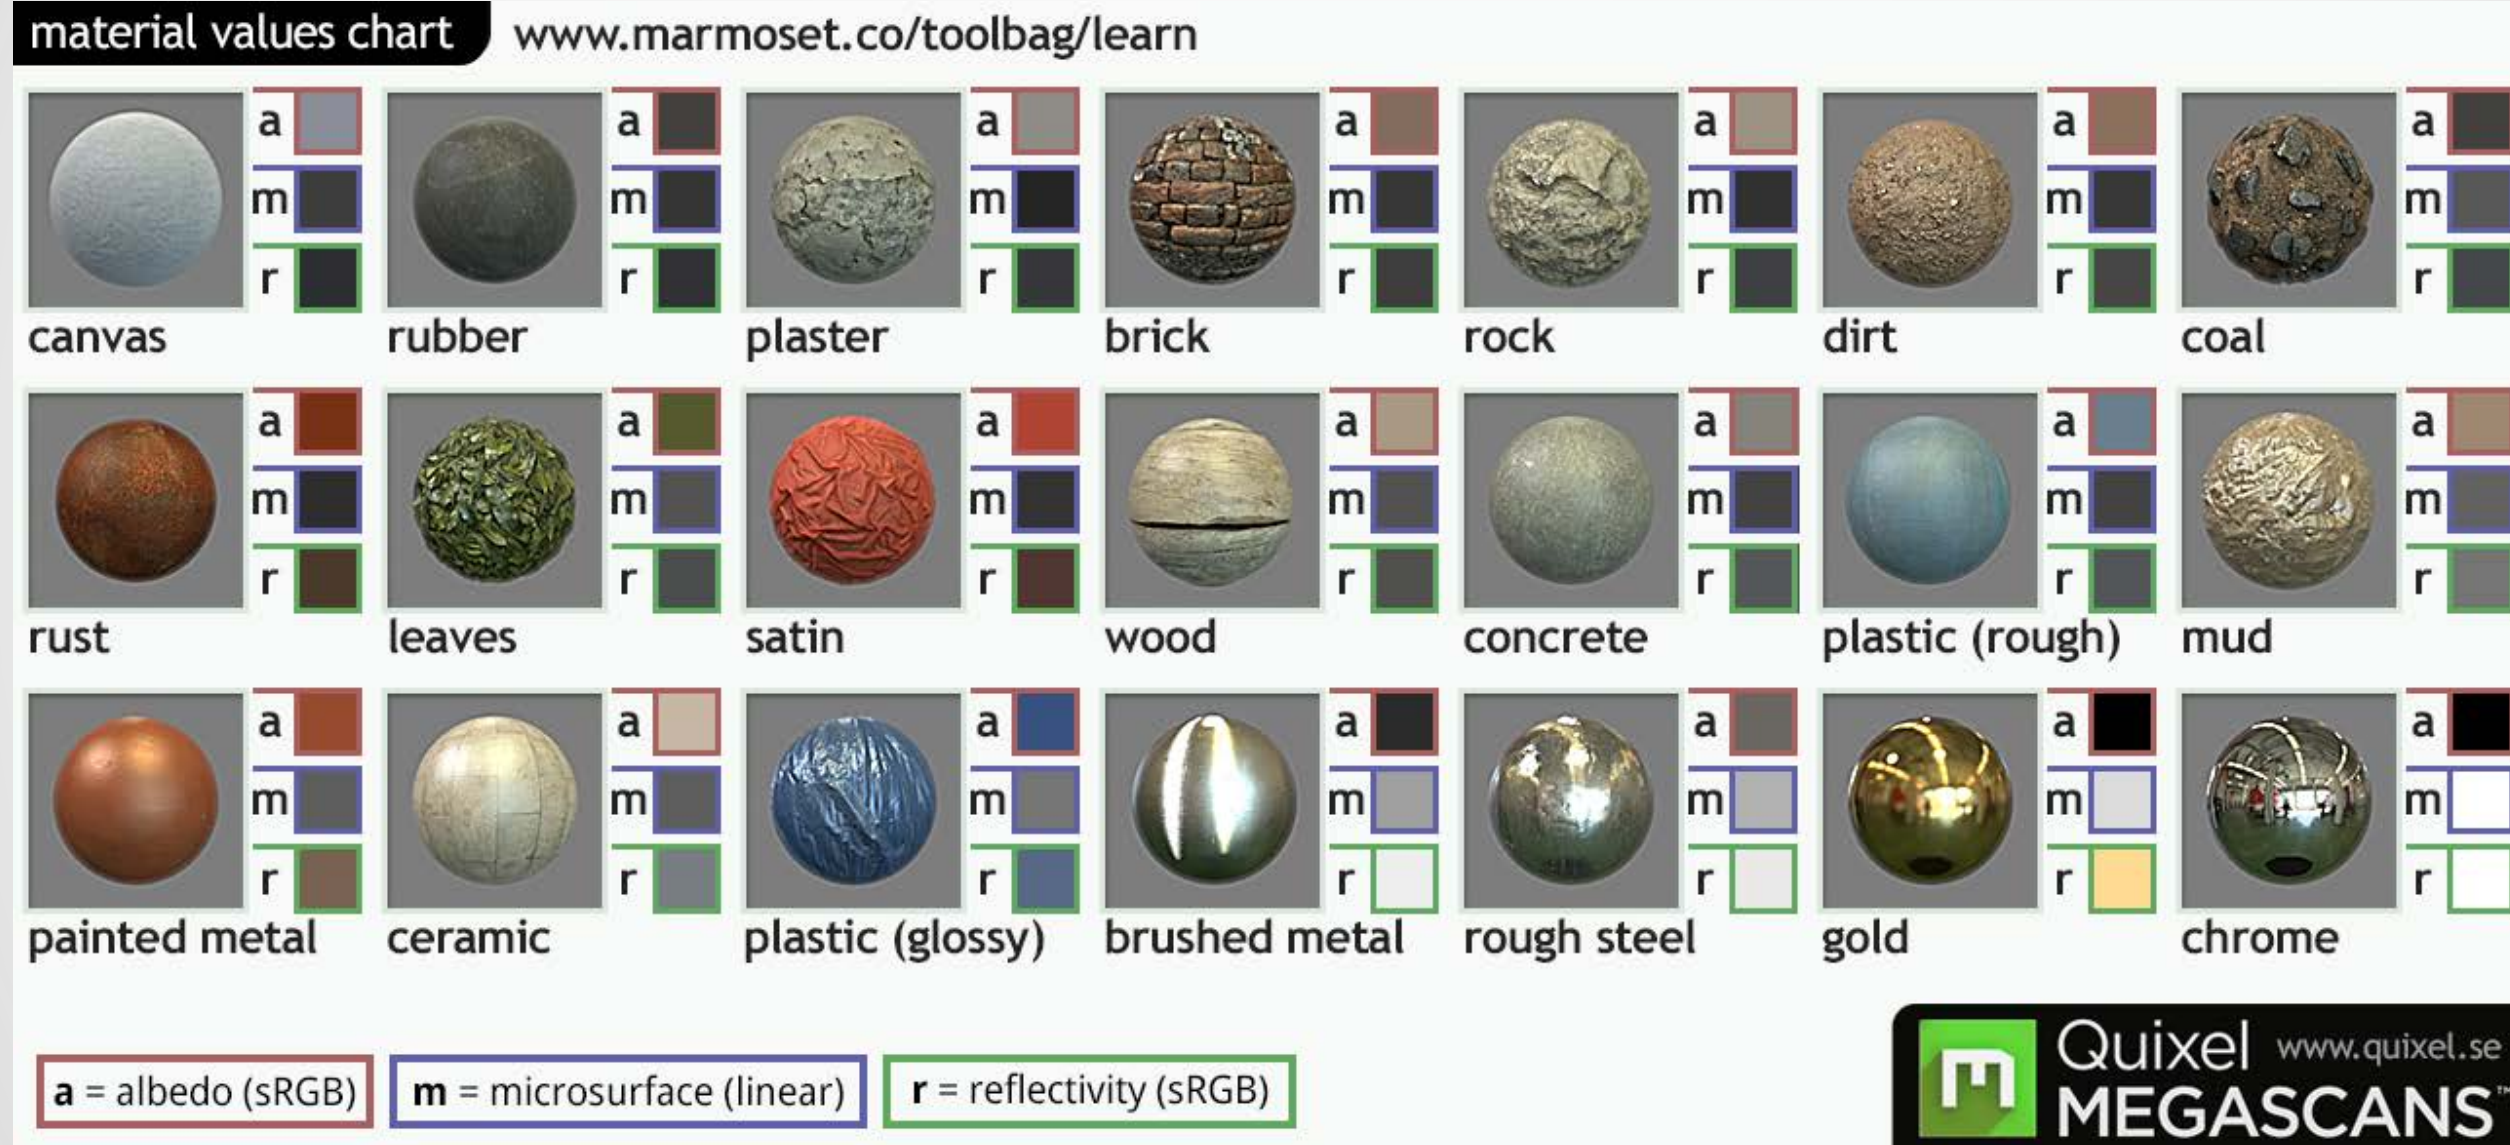 material values chart www.marmoset.co/toolbag/learn
a a a a a a a
m m m m m m m
r r r r r r r
canvas rubber plaster brick rock dirt coal
a a a a a a a
m m m m m m m
r r r r r r r
rust leaves satin wood concrete plastic (rough) mud
a a a a a a a
m m m m m m m
r r r r r r r
painted metal ceramic plastic (glossy) brushed metal rough steel gold chrome
a = albedo (sRGB) m = microsurface (linear) r = reflectivity (sRGB)
Quixel www.quixel.se
MEGASCANS™